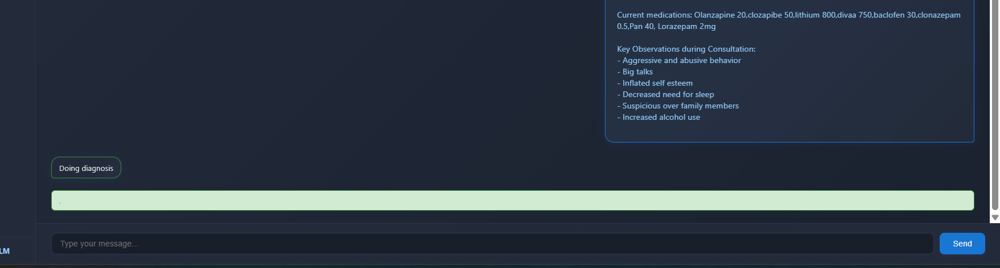 Current medications: Olanzapine 20,clozapibe 50,lithium 800,divaa 750,baclofen 30,clonazepam
0.5,Pan 40, Lorazepam 2mg
Key Observations during Consultation:
- Aggressive and abusive behavior
- Big talks
- Inflated self esteem
- Decreased need for sleep
- Suspicious over family members
- Increased alcohol use
Doing diagnosis
.
Type your message...
Send
LM